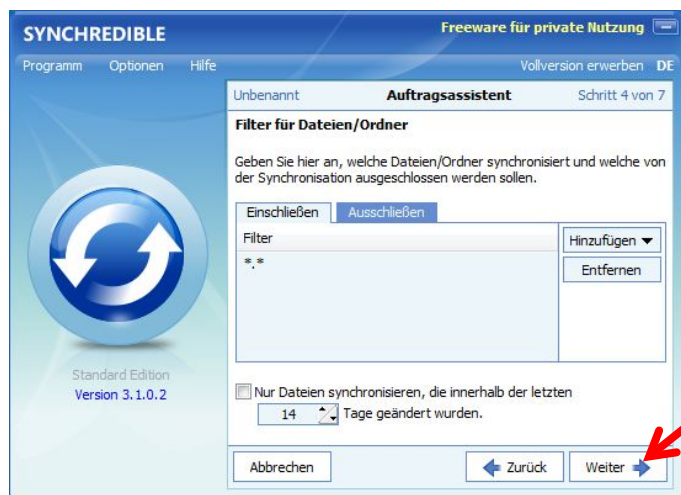 SYNCHREDIBLE
Freeware für private Nutzung
Programm Optionen Hilfe
Vollversion erwerben DE
Unbenannt Auftragsassistent Schritt 4 von 7
Filter für Dateien/Ordner
Geben Sie hier an, welche Dateien/Ordner synchronisiert und welche von
der Synchronisation ausgeschlossen werden sollen.
Einschließen Ausschließen
Filter
*.*
Hinzufügen
Entfernen
Standard Edition
Version 3.1.0.2
Nur Dateien synchronisieren, die innerhalb der letzten
14 Tage geändert wurden.
Abbrechen Zurück Weiter